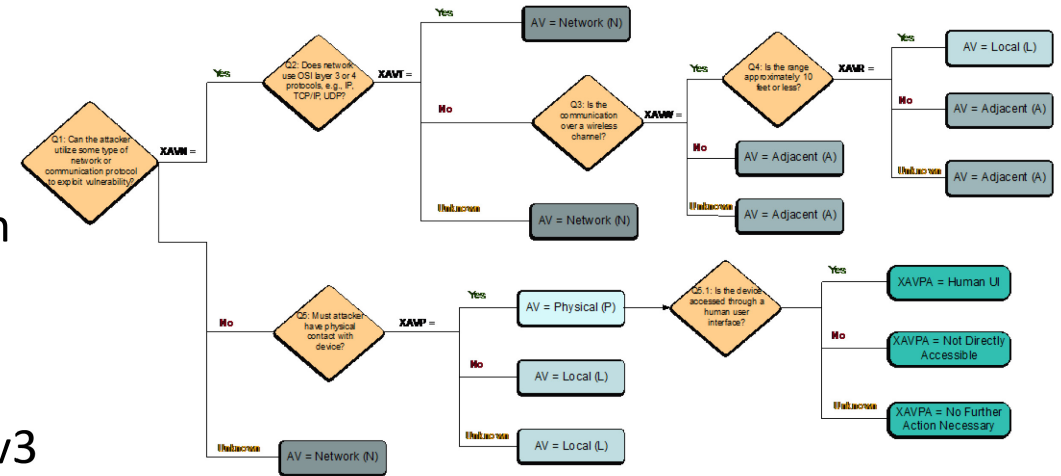 Yes
AV = Network (N)
Q2: Does network
use OSI layer 3 or 4
protocols, e.g., IP,
TCP/IP, UDP?
Yes
XAVT =
No
Q3: Is the
communication
over a wireless
channel?
XAVW =
Yes
Q4: Is the range
approximately 10
feet or less?
XAVR =
Yes
AV = Local (L)
No
AV = Adjacent (A)
Unknown
AV = Adjacent (A)
No
AV = Adjacent (A)
Unknown
AV = Adjacent (A)
Unknown
AV = Network (N)
Q1: Can the attacker
utilize some type of
network or
communication protocol
to exploit vulnerability?
XAVN =
No
Q5: Must attacker
have physical
contact with
device?
XAVP =
Yes
AV = Physical (P)
Q5.1: Is the device
accessed through a
human user
interface?
Yes
XAVPA = Human UI
No
XAVPA = Not Directly
Accessible
Unknown
XAVPA = No Further
Action Necessary
No
AV = Local (L)
Unknown
AV = Local (L)
Unknown
AV = Network (N)
v3